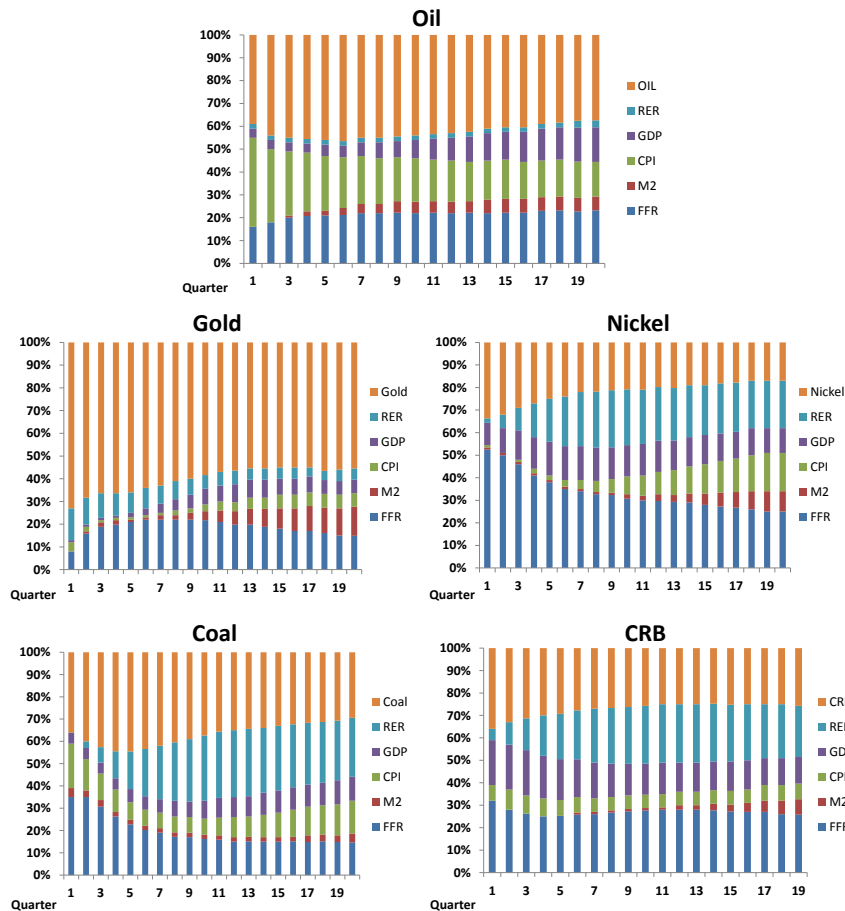 Oil
100%
90%
80%
70%
60%
50%
40%
30%
20%
10%
0%
1 3 5 7 9 11 13 15 17 19
Quarter
OIL
RER
GDP
CPI
M2
FFR
Gold
100%
90%
80%
70%
60%
50%
40%
30%
20%
10%
0%
1 3 5 7 9 11 13 15 17 19
Quarter
Gold
RER
GDP
CPI
M2
FFR
Nickel
100%
90%
80%
70%
60%
50%
40%
30%
20%
10%
0%
1 3 5 7 9 11 13 15 17 19
Quarter
Nickel
RER
GDP
CPI
M2
FFR
Coal
100%
90%
80%
70%
60%
50%
40%
30%
20%
10%
0%
1 3 5 7 9 11 13 15 17 19
Quarter
Coal
RER
GDP
CPI
M2
FFR
CRB
100%
90%
80%
70%
60%
50%
40%
30%
20%
10%
0%
1 3 5 7 9 11 13 15 17 19
Quarter
M2